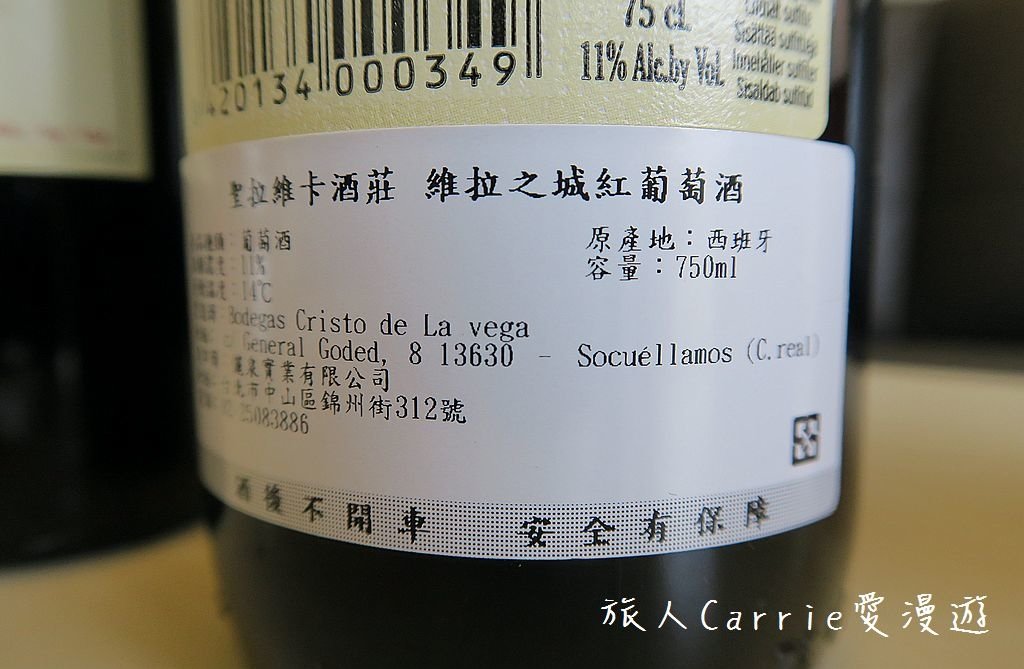 75 cl.
11% Alc.by Vol.
420134 000349
聖拉維卡酒莊 維拉之城紅葡萄酒
：葡萄酒
原產地：西班牙
：11%
容量：750ml
：14℃
Bodegas Cristo de La vega
General Goded, 8 13630 - Socuéllamos (C.real)
實業有限公司
台北市中山區錦州街312號
25083886
酒後不開車 安全有保障
旅人Carrie愛漫遊